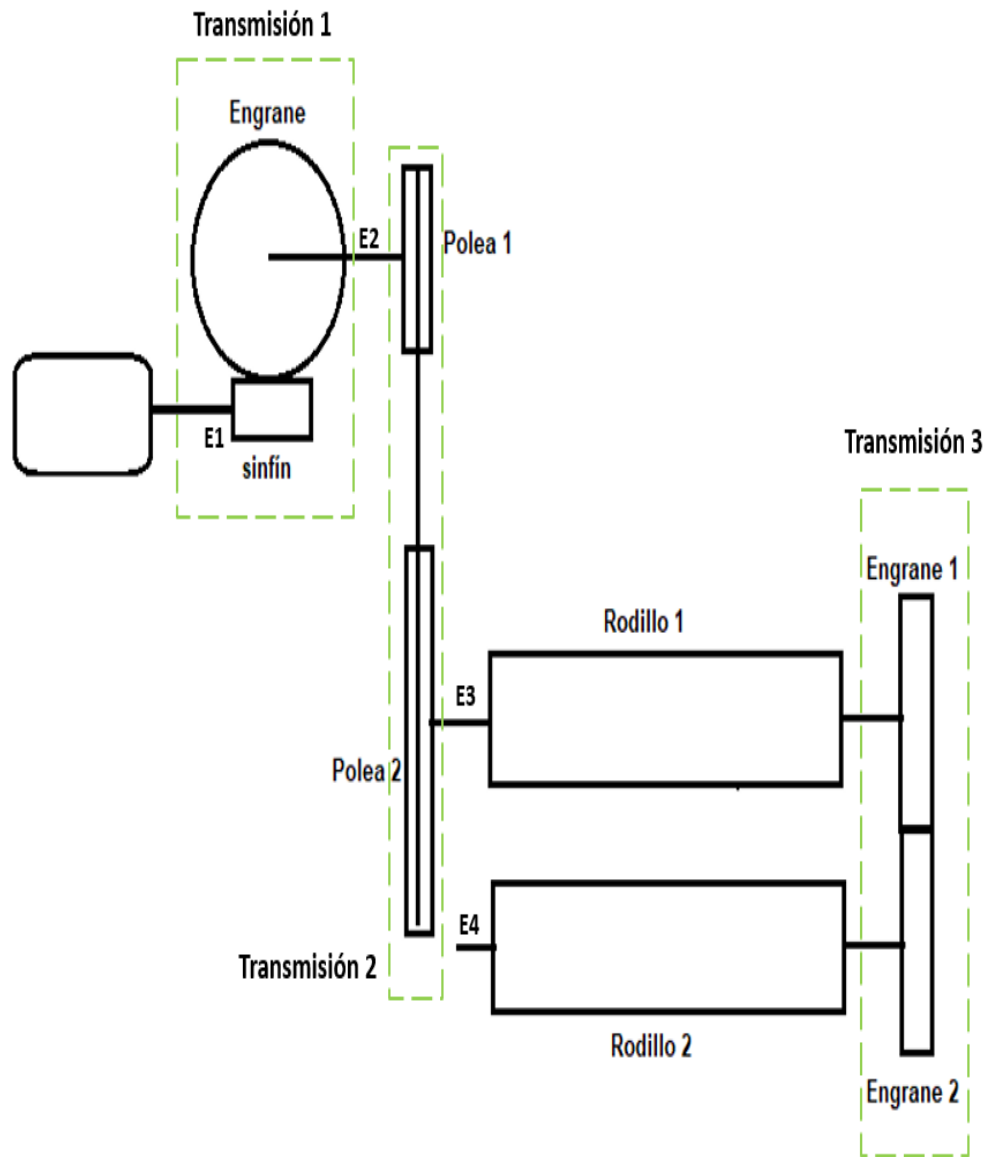 Transmisión 1
Engrane
E2
Polea 1
E1
sinfín
Transmisión 3
Engrane 1
Rodillo 1
E3
Polea 2
E4
Transmisión 2
Rodillo 2
Engrane 2